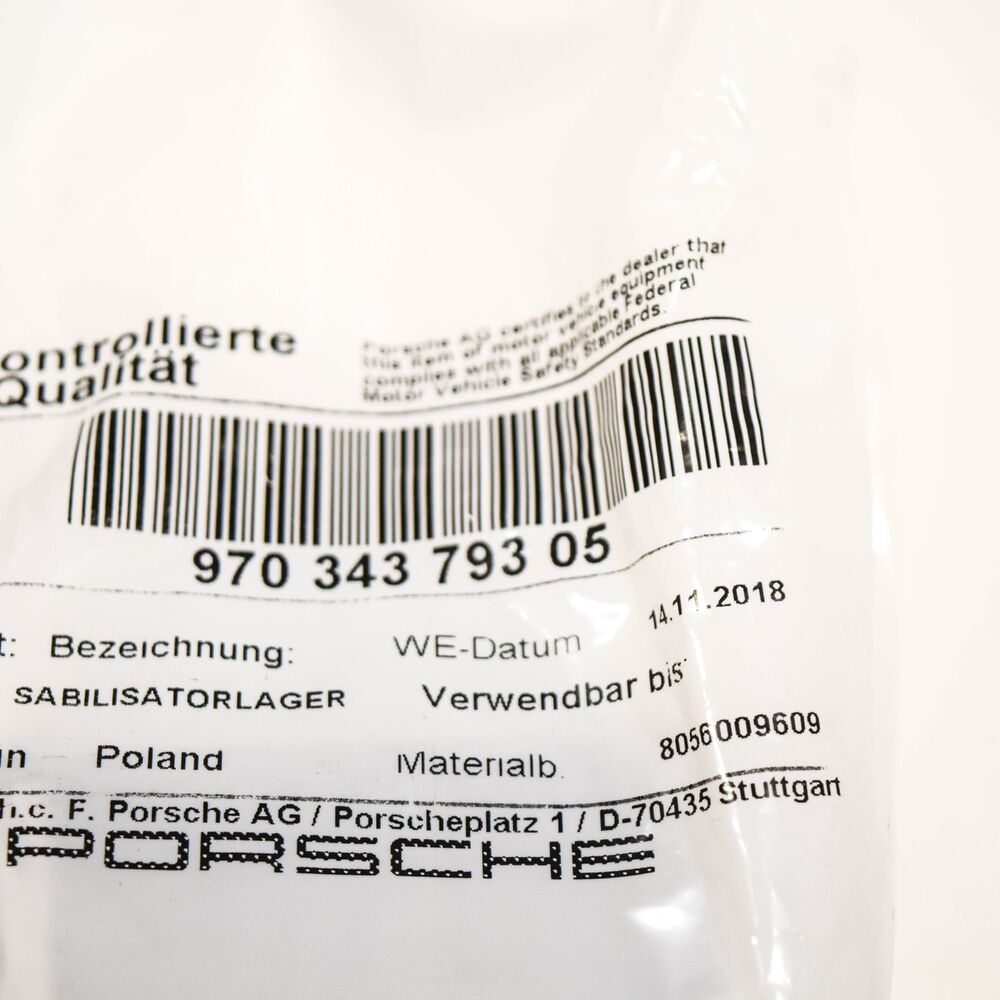 ontrollierte
Qualität
Porsche AG certifies to the dealer that
this item of motor vehicle equipment
complies with all applicable Federal
Motor Vehicle Safety Standards.
970 343 793 05
t: Bezeichnung: WE-Datum 14.11.2018
SABILISATORLAGER Verwendbar bis:
in Poland Materialb. 8056009609
h.c. F. Porsche AG / Porscheplatz 1 / D-70435 Stuttgart
PORSCHE